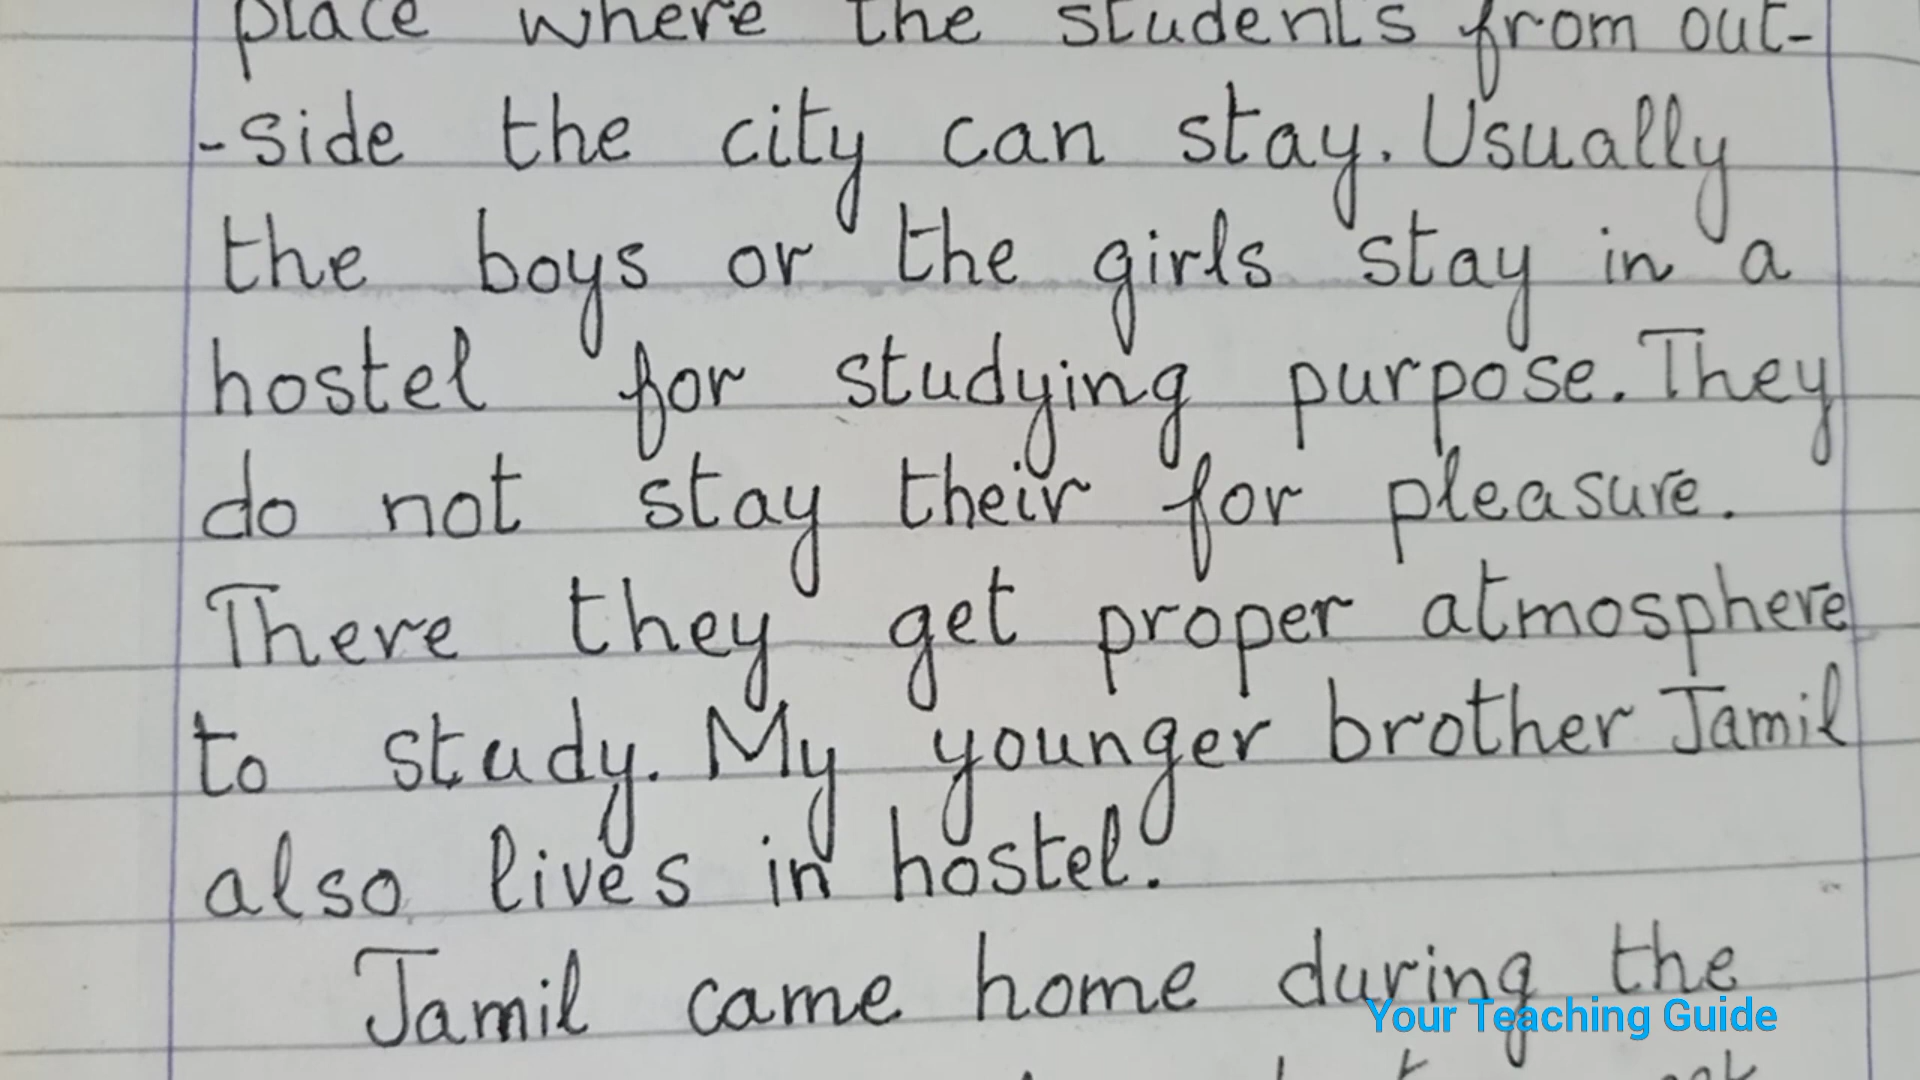 place where the students from out-
-side the city can stay. Usually
the boys or the girls stay in a
hostel for studying purpose. They
do not stay their for pleasure.
There they get proper atmosphere
to study. My younger brother Jamil
also lives in hostel.
Jamil came home during the
Your Teaching Guide